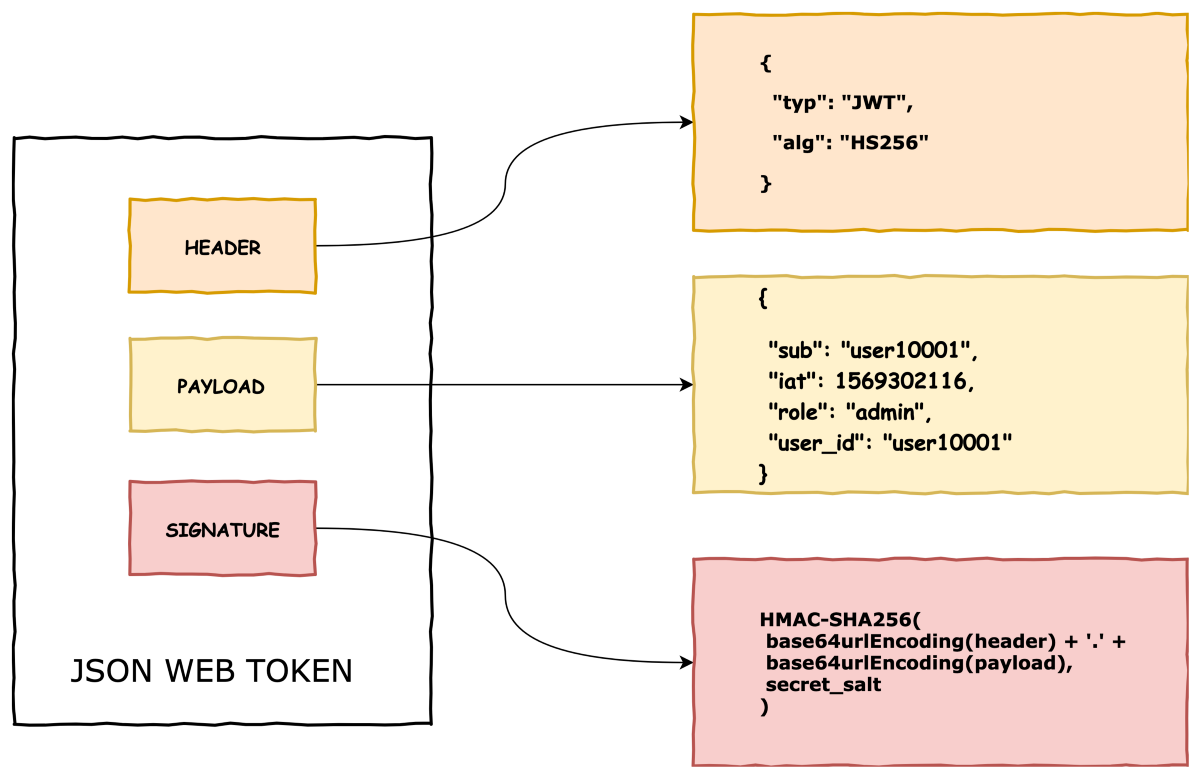 HEADER
PAYLOAD
SIGNATURE
JSON WEB TOKEN
{
"typ": "JWT",
"alg": "HS256"
}
{
"sub": "user10001",
"iat": 1569302116,
"role": "admin",
"user_id": "user10001"
}
HMAC-SHA256(
base64urlEncoding(header) + '.' +
base64urlEncoding(payload),
secret_salt
)